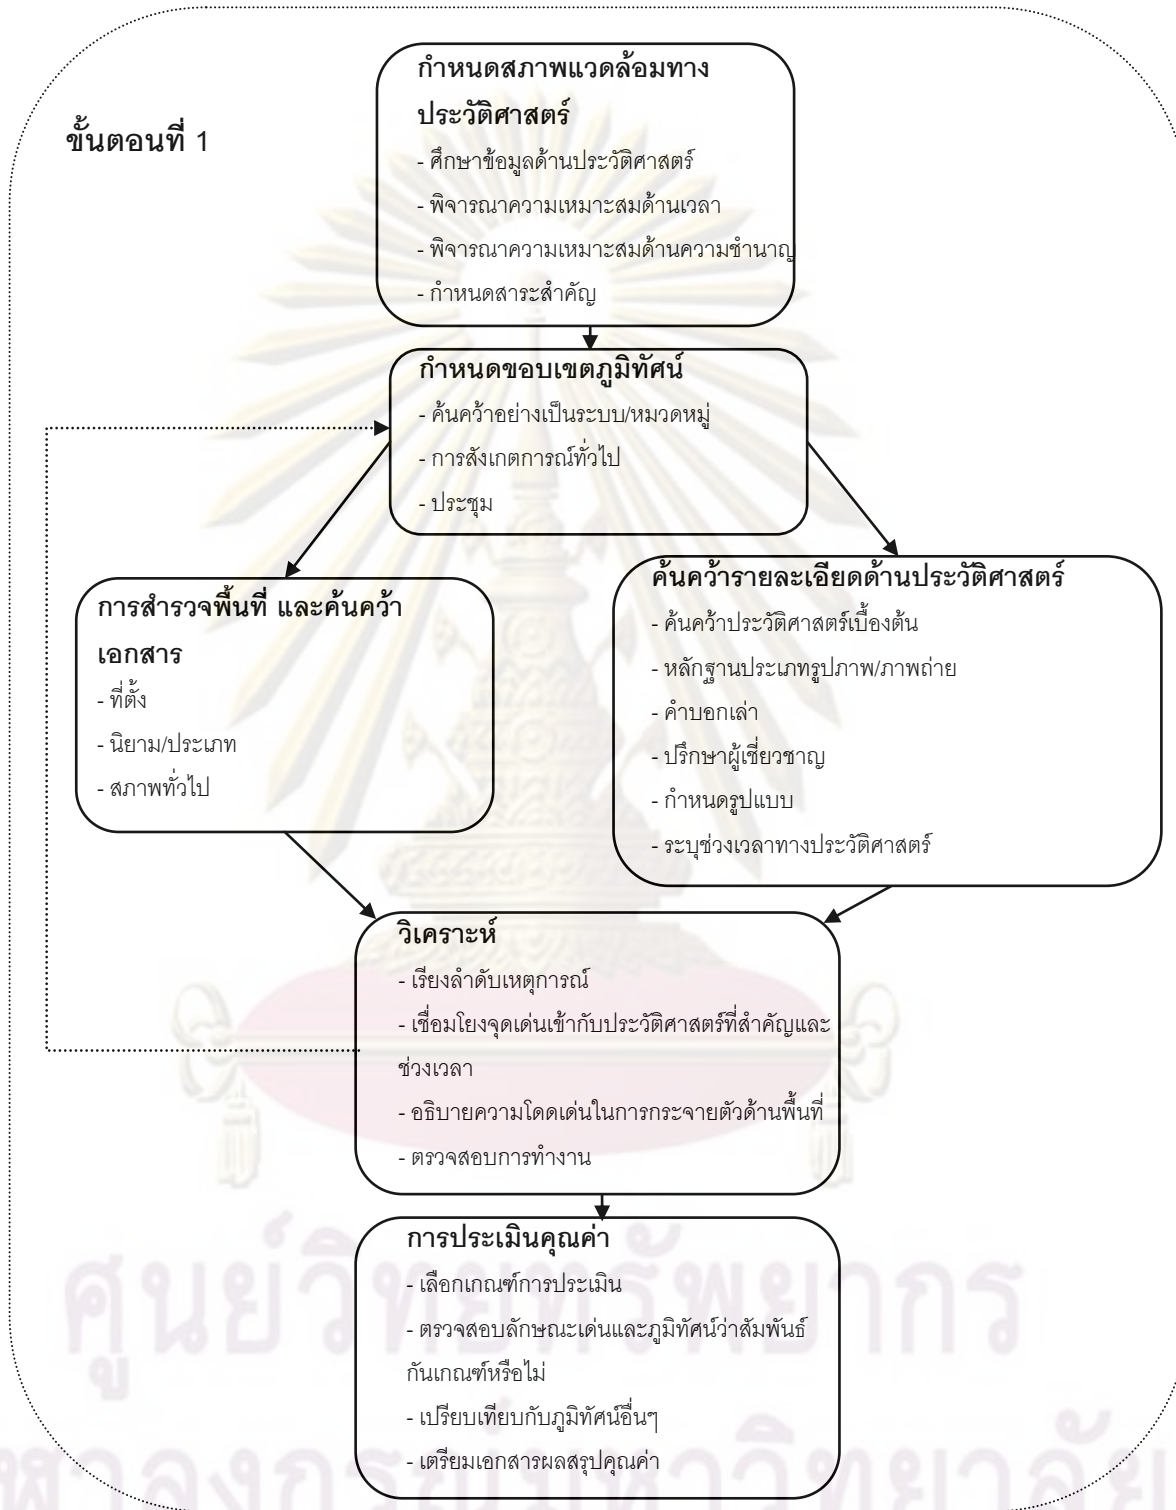 ขั้นตอนที่ 1
กำหนดสภาพแวดล้อมทาง
ประวัติศาสตร์
- ศึกษาข้อมูลด้านประวัติศาสตร์
- พิจารณาความเหมาะสมด้านเวลา
- พิจารณาความเหมาะสมด้านความชำนาญ
- กำหนดสาระสำคัญ
กำหนดขอบเขตภูมิทัศน์
- ค้นคว้าอย่างเป็นระบบ/หมวดหมู่
- การสังเกตการณ์ทั่วไป
- ประชุม
การสำรวจพื้นที่ และค้นคว้า
เอกสาร
- ที่ตั้ง
- นิยาม/ประเภท
- สภาพทั่วไป
ค้นคว้ารายละเอียดด้านประวัติศาสตร์
- ค้นคว้าประวัติศาสตร์เบื้องต้น
- หลักฐานประเภทรูปภาพ/ภาพถ่าย
- คำบอกเล่า
- ปรึกษาผู้เชี่ยวชาญ
- กำหนดรูปแบบ
- ระบุช่วงเวลาทางประวัติศาสตร์
วิเคราะห์
- เรียงลำดับเหตุการณ์
- เชื่อมโยงจุดเด่นเข้ากับประวัติศาสตร์ที่สำคัญและ
ช่วงเวลา
- อธิบายความโดดเด่นในการกระจายตัวด้านพื้นที่
- ตรวจสอบการทำงาน
การประเมินคุณค่า
- เลือกเกณฑ์การประเมิน
- ตรวจสอบลักษณะเด่นและภูมิทัศน์ว่าสัมพันธ์
กันเกณฑ์หรือไม่
- เปรียบเทียบกับภูมิทัศน์อื่นๆ
- เตรียมเอกสารผลสรุปคุณค่า
ศูนย์วิทยทรัพยากร
ฬาลงกรณ์มหาวิทยาลัย